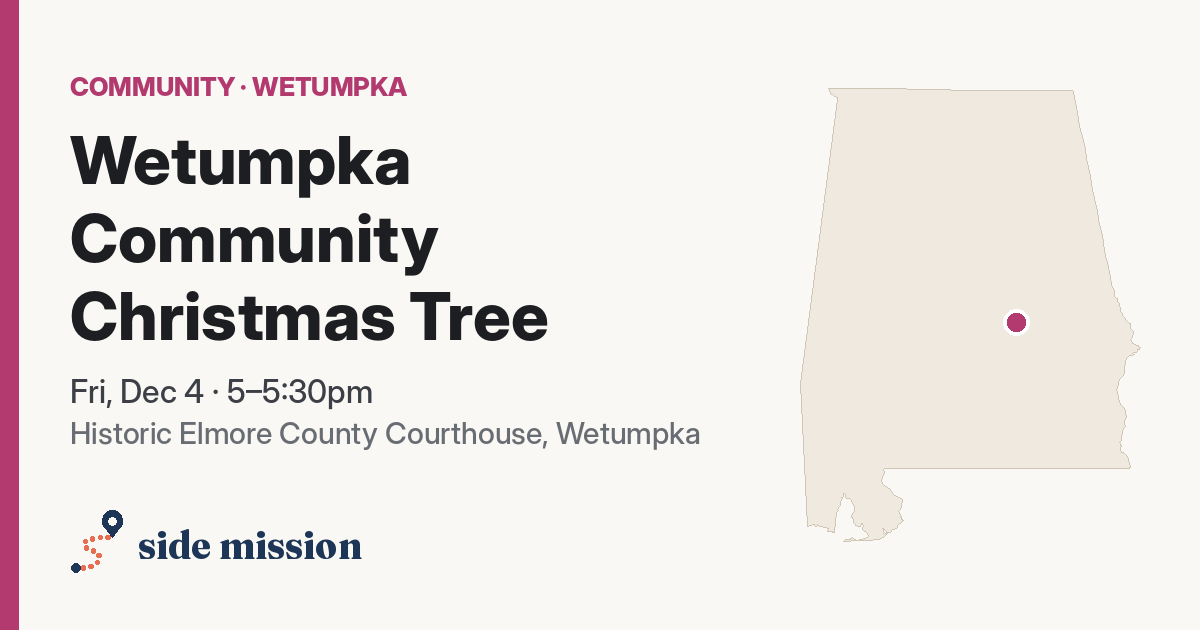 COMMUNITY · WETUMPKA
Wetumpka
Community
Christmas Tree
Fri, Dec 4 · 5–5:30pm
Historic Elmore County Courthouse, Wetumpka
side mission